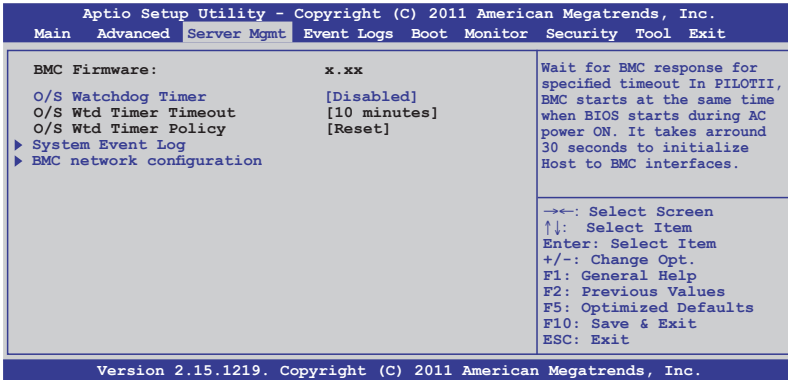 Aptio Setup Utility - Copyright (C) 2011 American Megatrends, Inc.
Main Advanced Server Mgmt Event Logs Boot Monitor Security Tool Exit
BMC Firmware: x.xx
O/S Watchdog Timer [Disabled]
O/S Wtd Timer Timeout [10 minutes]
O/S Wtd Timer Policy [Reset]
System Event Log
BMC network configuration
Wait for BMC response for
specified timeout In PILOTII,
BMC starts at the same time
when BIOS starts during AC
power ON. It takes arround
30 seconds to initialize
Host to BMC interfaces.
→←: Select Screen
↑↓: Select Item
Enter: Select Item
+/-: Change Opt.
F1: General Help
F2: Previous Values
F5: Optimized Defaults
F10: Save & Exit
ESC: Exit
Version 2.15.1219. Copyright (C) 2011 American Megatrends, Inc.